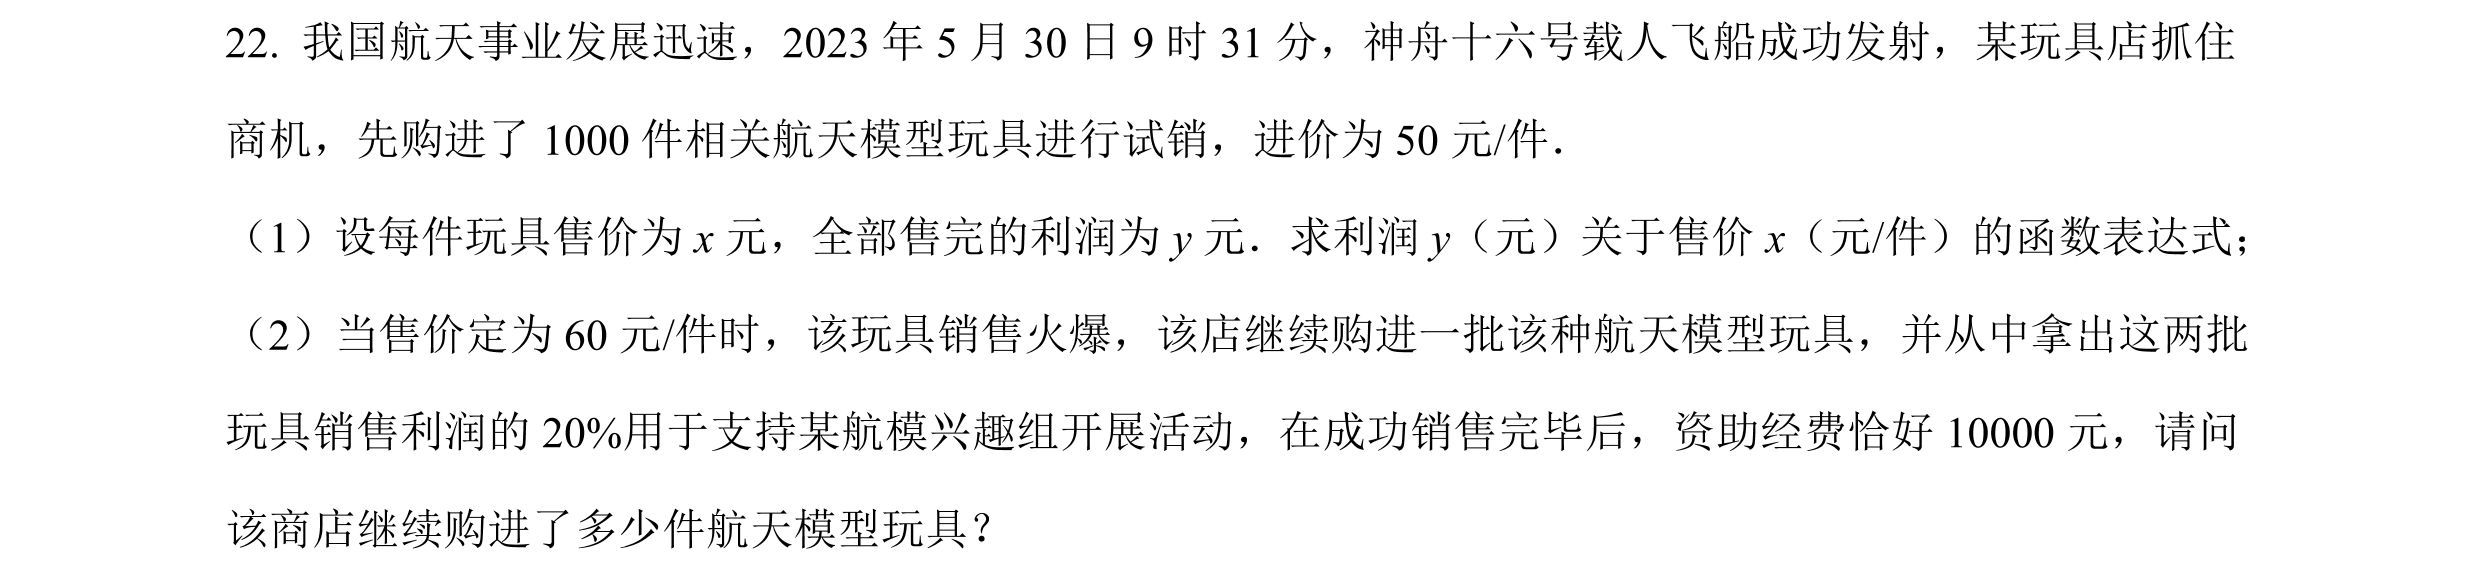 22. 我国航天事业发展迅速，2023 年 5 月 30 日 9 时 31 分，神舟十六号载人飞船成功发射，某玩具店抓住
商机，先购进了 1000 件相关航天模型玩具进行试销，进价为 50 元/件．
（1）设每件玩具售价为 x 元，全部售完的利润为 y 元．求利润 y（元）关于售价 x（元/件）的函数表达式；
（2）当售价定为 60 元/件时，该玩具销售火爆，该店继续购进一批该种航天模型玩具，并从中拿出这两批
玩具销售利润的 20%用于支持某航模兴趣组开展活动，在成功销售完毕后，资助经费恰好 10000 元，请问
该商店继续购进了多少件航天模型玩具？